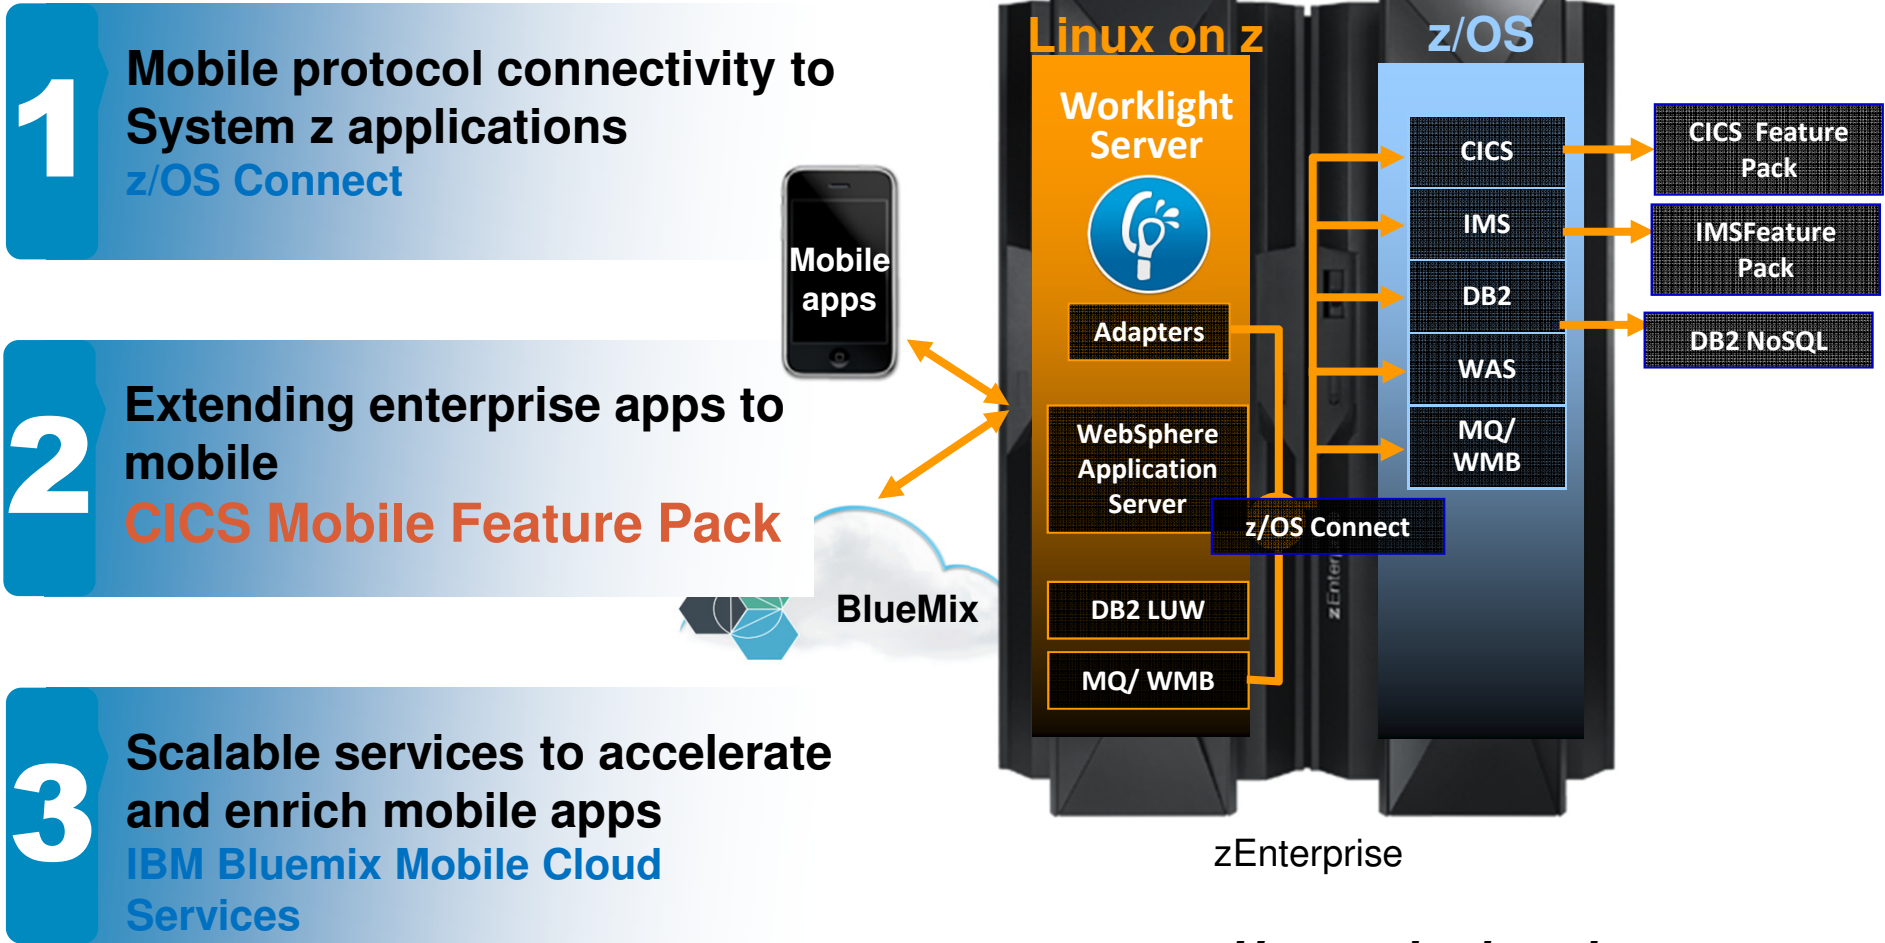 1
Mobile protocol connectivity to
System z applications
z/OS Connect
2
Extending enterprise apps to
mobile
CICS Mobile Feature Pack
3
Scalable services to accelerate
and enrich mobile apps
IBM Bluemix Mobile Cloud
Services
Mobile
apps
BlueMix
Linux on z
Worklight
Server
Adapters
WebSphere
Application
Server
DB2 LUW
MQ/ WMB
z/OS Connect
z/OS
CICS
IMS
DB2
WAS
MQ/
WMB
CICS Feature
Pack
IMSFeature
Pack
DB2 NoSQL
zEnterprise